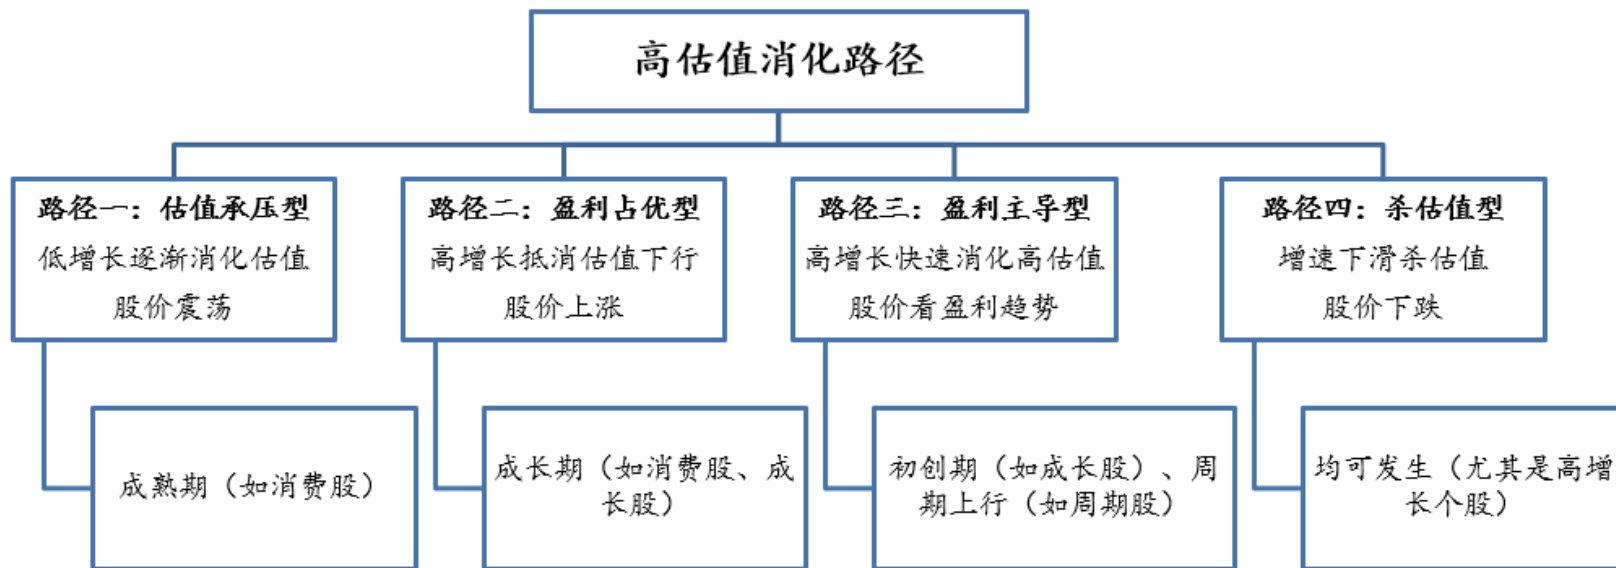 高估值消化路径
路径一：估值承压型
低增长逐渐消化估值
股价震荡
路径二：盈利占优型
高增长抵消估值下行
股价上涨
路径三：盈利主导型
高增长快速消化高估值
股价看盈利趋势
路径四：杀估值型
增速下滑杀估值
股价下跌
成熟期（如消费股）
成长期（如消费股、成
长股）
初创期（如成长股）、周
期上行（如周期股）
均可发生（尤其是高增
长个股）